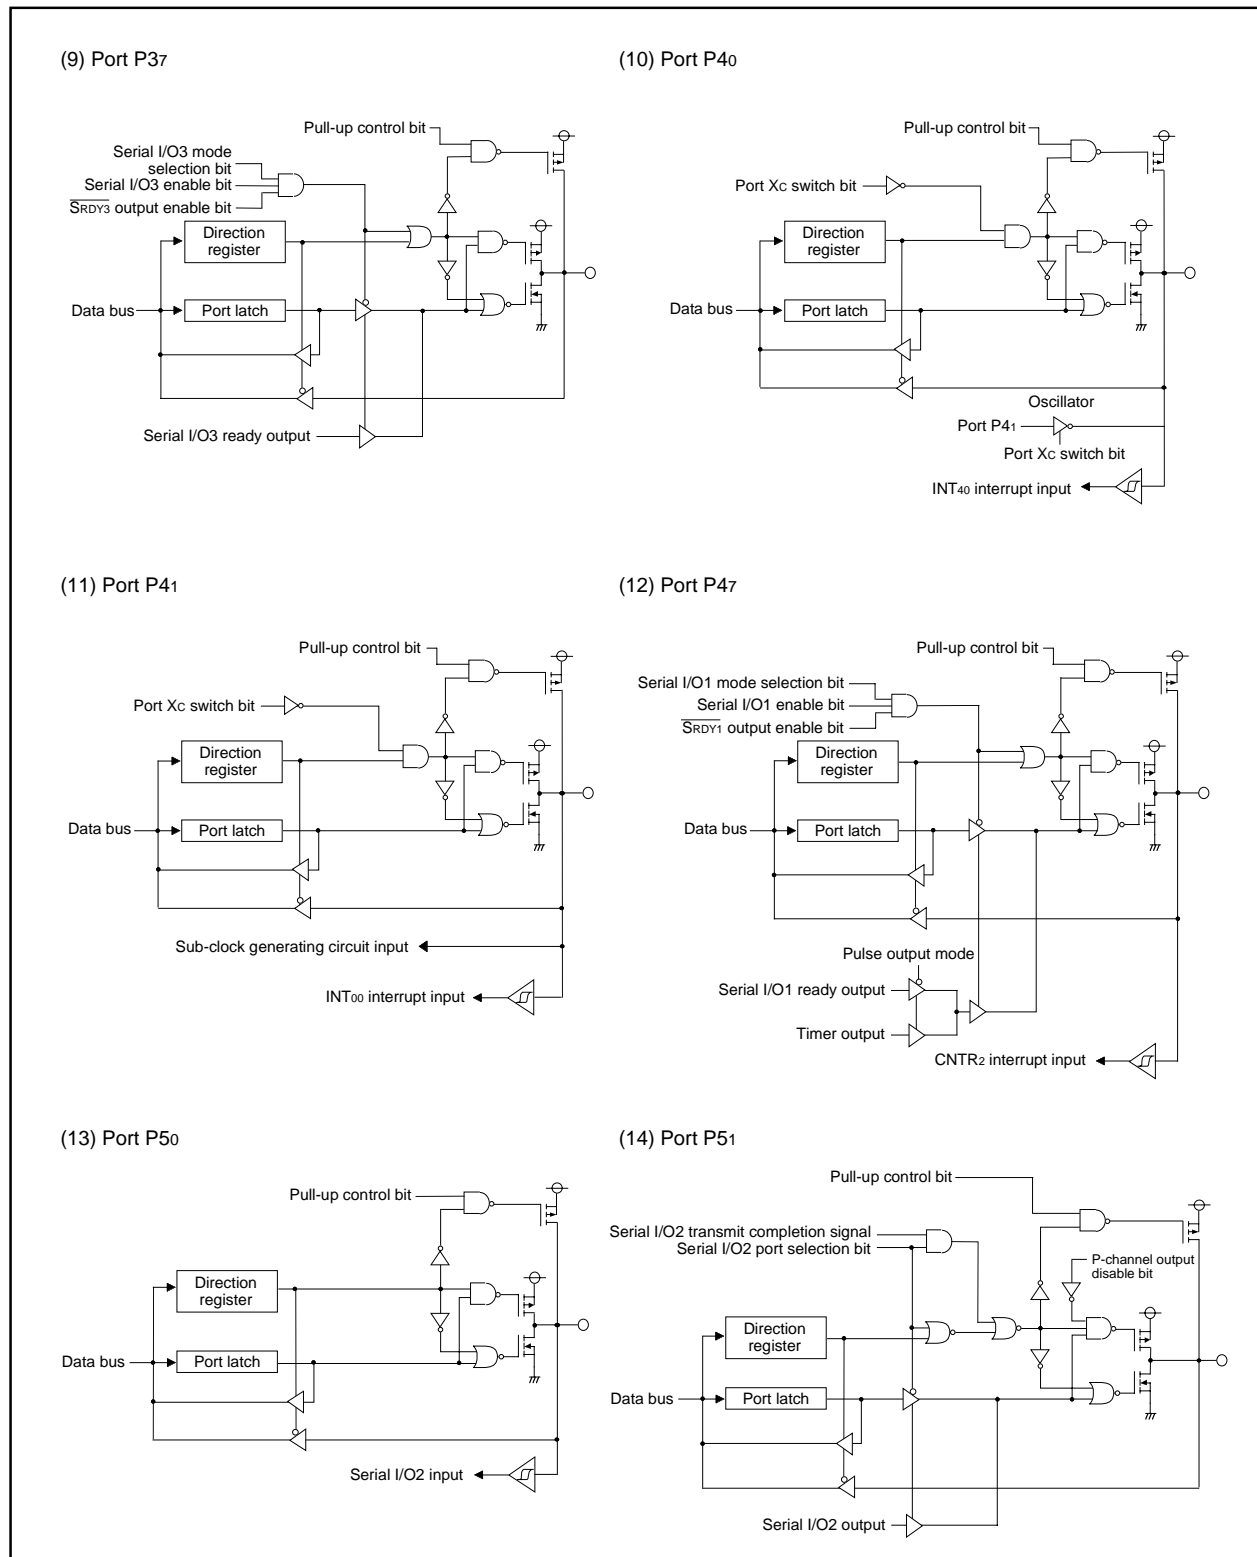 (9) Port P37
Pull-up control bit
Serial I/O3 mode
selection bit
Serial I/O3 enable bit
SRDY3 output enable bit
Direction
register
Data bus
Port latch
Serial I/O3 ready output
(10) Port P40
Pull-up control bit
Port XC switch bit
Direction
register
Data bus
Port latch
Oscillator
Port P41
Port XC switch bit
INT40 interrupt input
(11) Port P41
Pull-up control bit
Port XC switch bit
Direction
register
Data bus
Port latch
Sub-clock generating circuit input
INT00 interrupt input
(12) Port P47
Pull-up control bit
Serial I/O1 mode selection bit
Serial I/O1 enable bit
SRDY1 output enable bit
Direction
register
Data bus
Port latch
Pulse output mode
Serial I/O1 ready output
Timer output
CNTR2 interrupt input
(13) Port P50
Pull-up control bit
Direction
register
Data bus
Port latch
Serial I/O2 input
(14) Port P51
Pull-up control bit
Serial I/O2 transmit completion signal
Serial I/O2 port selection bit
P-channel output
disable bit
Direction
register
Data bus
Port latch
Serial I/O2 output